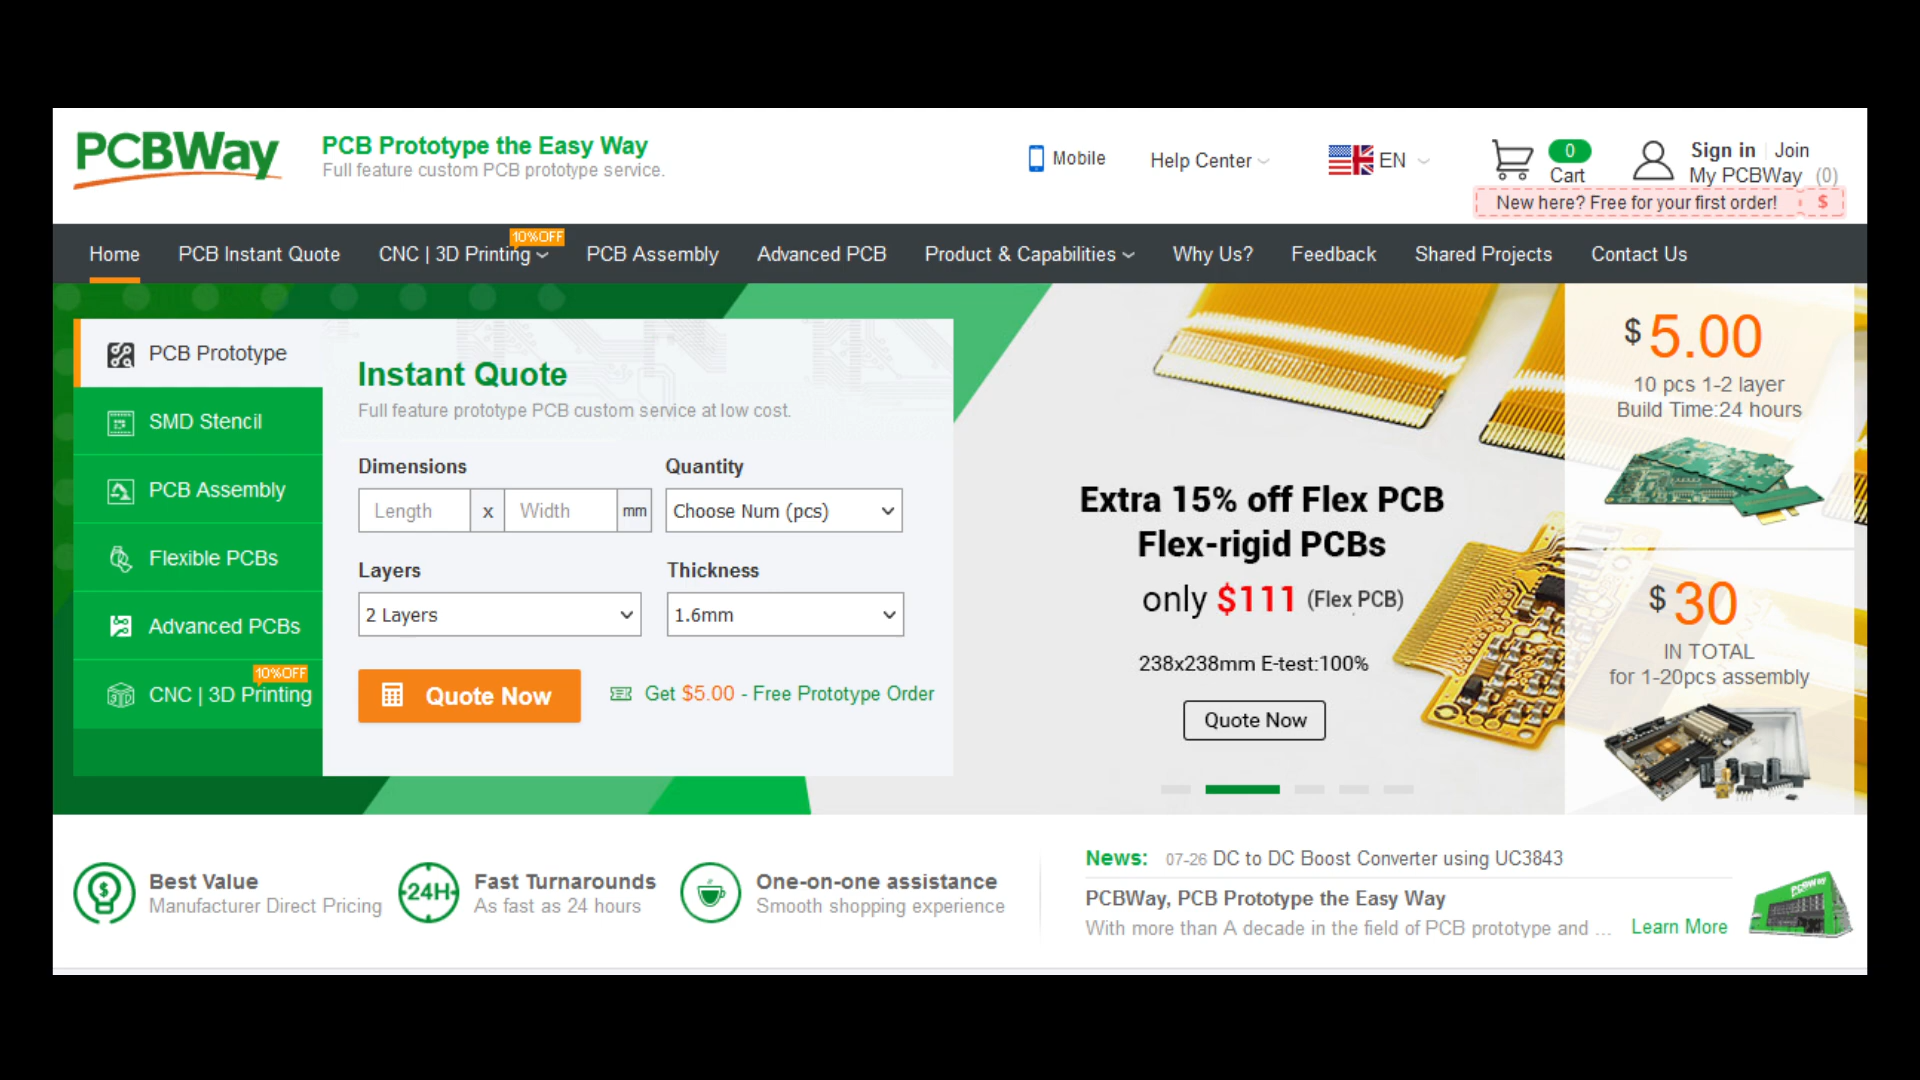 PCBWay
PCB Prototype the Easy Way
Full feature custom PCB prototype service.
Mobile
Help Center
EN
0
Cart
Sign in Join
My PCBWay (0)
New here? Free for your first order! $
Home
PCB Instant Quote
CNC | 3D Printing
10%OFF
PCB Assembly
Advanced PCB
Product & Capabilities
Why Us?
Feedback
Shared Projects
Contact Us
PCB Prototype
SMD Stencil
PCB Assembly
Flexible PCBs
Advanced PCBs
10%OFF
CNC | 3D Printing
Instant Quote
Full feature prototype PCB custom service at low cost.
Dimensions
Quantity
Length x Width mm
Choose Num (pcs)
Layers
Thickness
2 Layers
1.6mm
Quote Now
Get $5.00 - Free Prototype Order
Extra 15% off Flex PCB
Flex-rigid PCBs
only $111 (Flex PCB)
238x238mm E-test:100%
Quote Now
$5.00
10 pcs 1-2 layer
Build Time:24 hours
$30
IN TOTAL
for 1-20pcs assembly
Best Value
Manufacturer Direct Pricing
24H
Fast Turnarounds
As fast as 24 hours
One-on-one assistance
Smooth shopping experience
News: 07-26 DC to DC Boost Converter using UC3843
PCBWay, PCB Prototype the Easy Way
With more than A decade in the field of PCB prototype and ...
Learn More
PCBWay